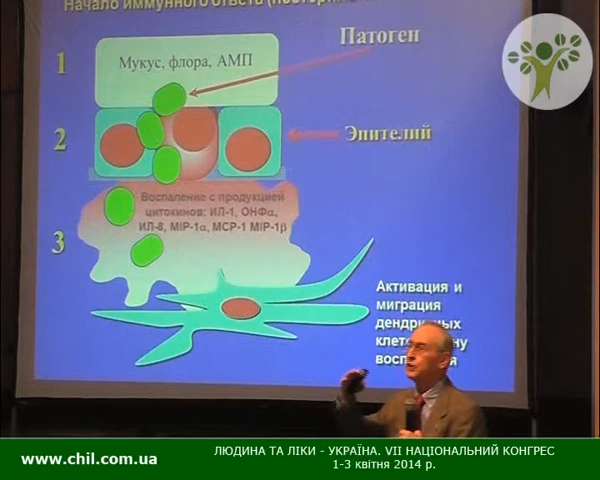 Начало иммунного ответа
1
Мукус, флора, АМП
Патоген
2
Эпителий
3
Воспаление с продукцией
цитокинов: ИЛ-1, ОНФα,
ИЛ-8, MIP-1α, МСР-1 MIP-1β
Активация и
миграция
www.chil.com.ua
ЛЮДИНА ТА ЛІКИ - УКРАЇНА. VII НАЦІОНАЛЬНИЙ КОНГРЕС
1-3 квітня 2014 р.